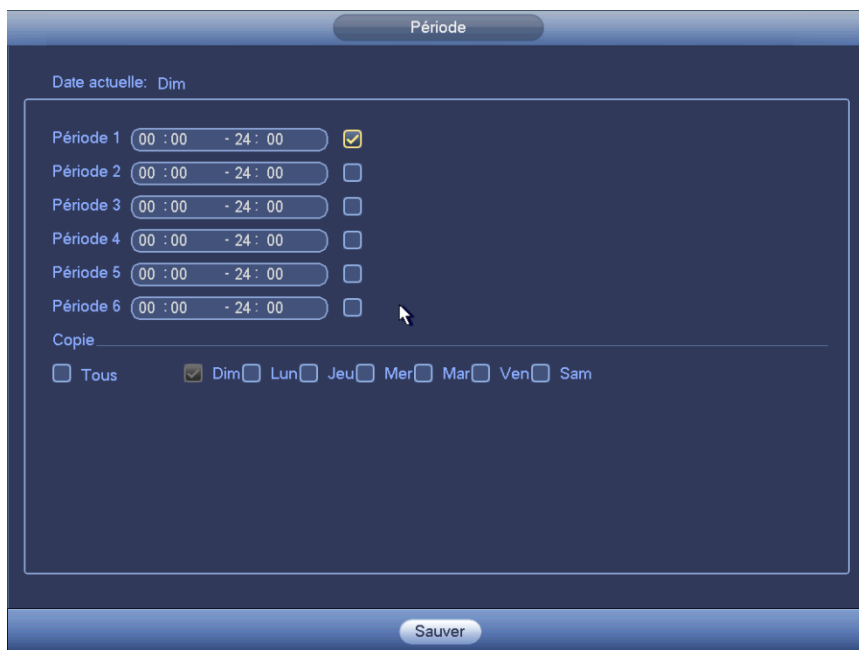 Période
Date actuelle: Dim
Période 1 00 :00 - 24 : 00
Période 2 00 :00 - 24 : 00
Période 3 00 :00 - 24 : 00
Période 4 00 :00 - 24 : 00
Période 5 00 :00 - 24 : 00
Période 6 00 :00 - 24 : 00
Copie
Tous Dim Lun Jeu Mer Mar Ven Sam
Sauver